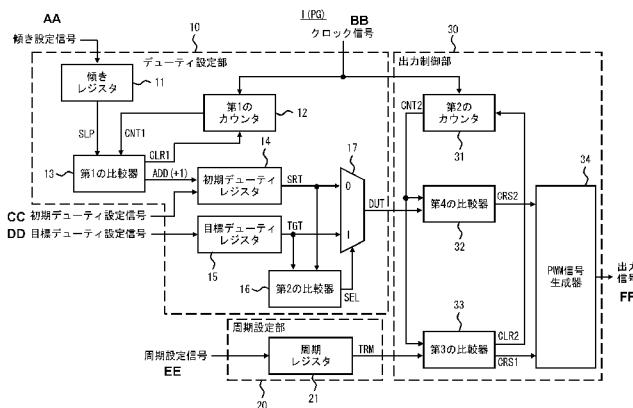 1(PG)
AA
傾き設定信号
BB
クロック信号
10
デューティ設定部
30
出力制御部
傾き
レジスタ
11
第1の
カウンタ
12
CNT2
第2の
カウンタ
31
SLP
CNT1
CLR1
14
17
13
第1の比較器
ADD(+1)
初期デューティ
レジスタ
SRT
0
DUT
34
CC 初期デューティ設定信号
第4の比較器
CRS2
32
DD 目標デューティ設定信号
目標デューティ
レジスタ
TGT
1
15
16
第2の比較器
SEL
PWM信号
生成器
出力
信号
FF
33
周期設定部
周期設定信号
EE
周期
レジスタ
TRM
第3の比較器
CLR2
CRS1
20
21